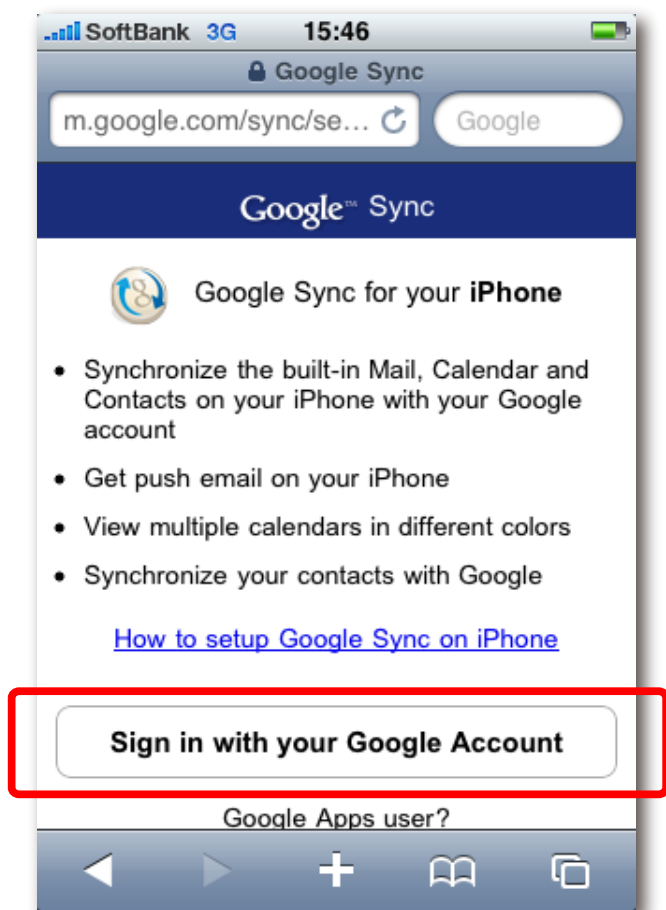 SoftBank 3G 15:46
Google Sync
m.google.com/sync/se... Google
Google™ Sync
Google Sync for your iPhone
• Synchronize the built-in Mail, Calendar and
Contacts on your iPhone with your Google
account
• Get push email on your iPhone
• View multiple calendars in different colors
• Synchronize your contacts with Google
How to setup Google Sync on iPhone
Sign in with your Google Account
Google Apps user?